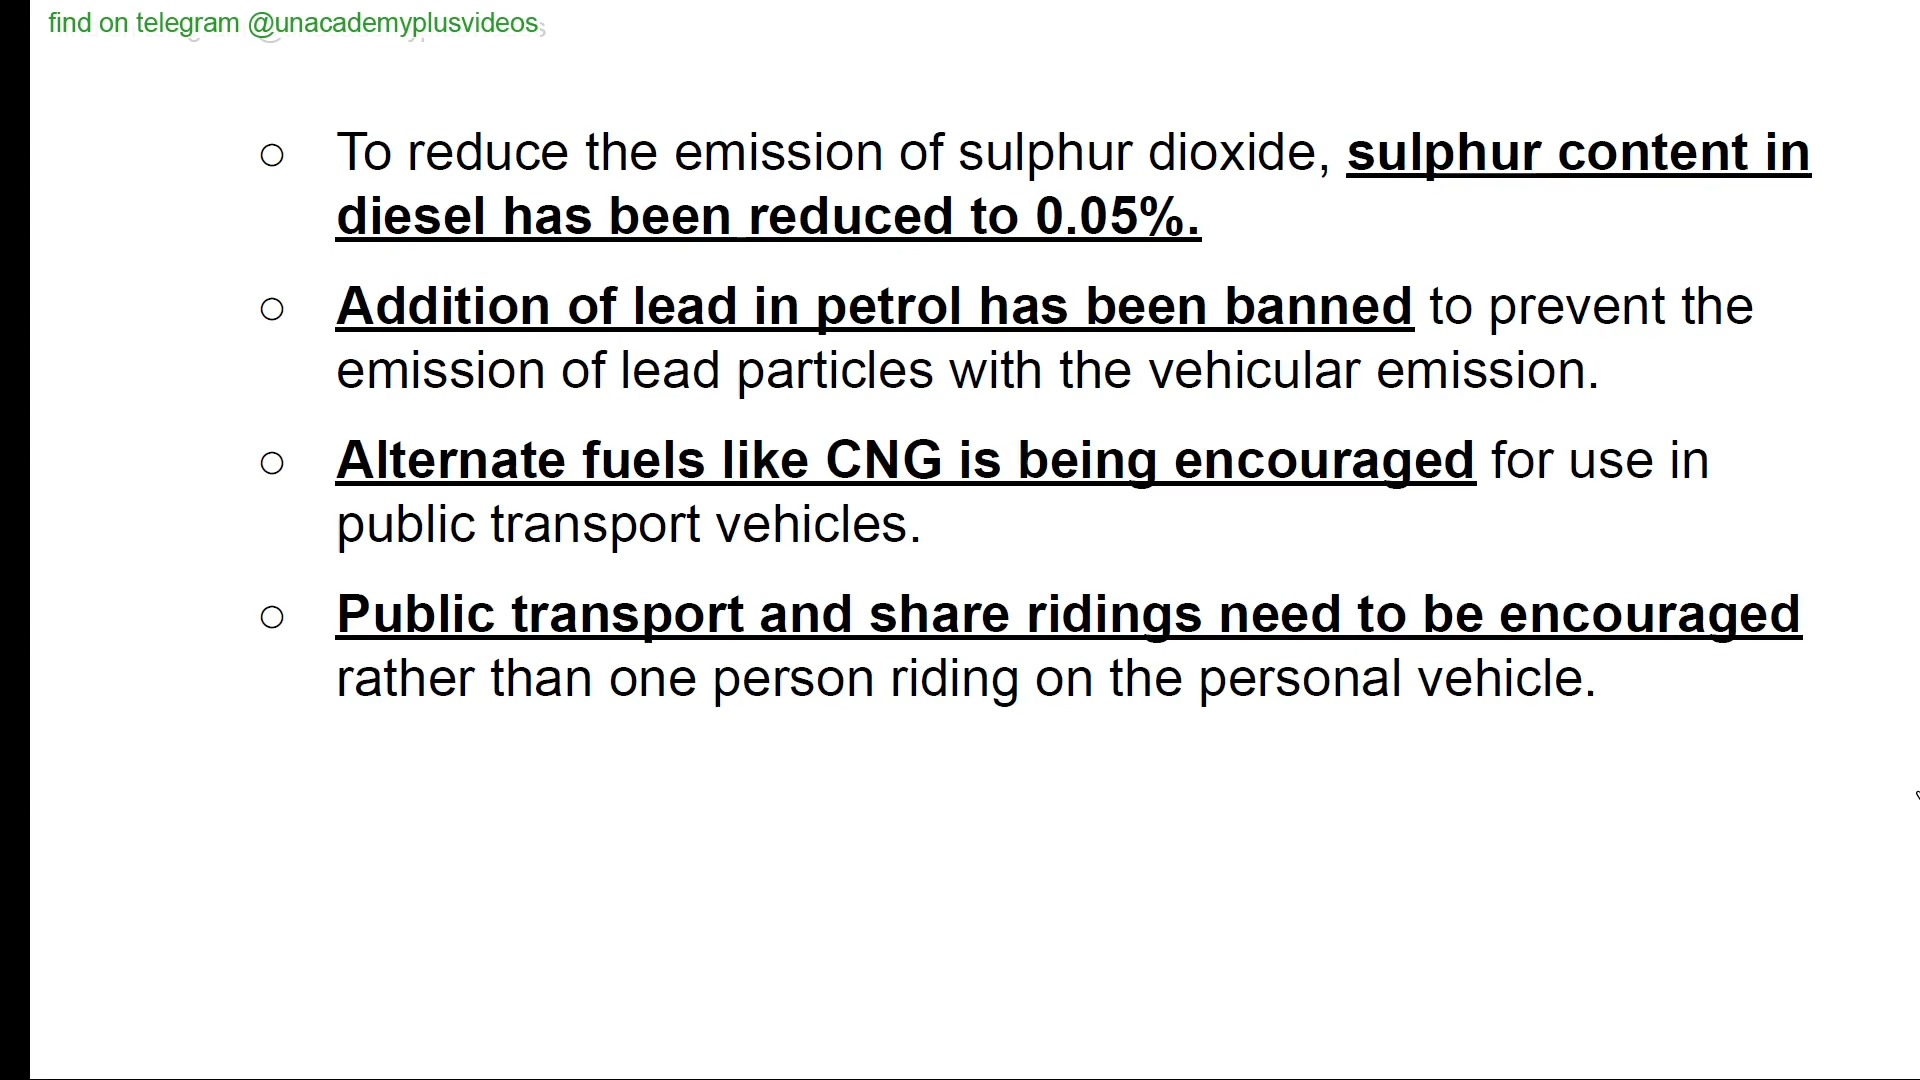 find on telegram @unacademyplusvideos
○ To reduce the emission of sulphur dioxide, sulphur content in
diesel has been reduced to 0.05%.
○ Addition of lead in petrol has been banned to prevent the
emission of lead particles with the vehicular emission.
○ Alternate fuels like CNG is being encouraged for use in
public transport vehicles.
○ Public transport and share ridings need to be encouraged
rather than one person riding on the personal vehicle.